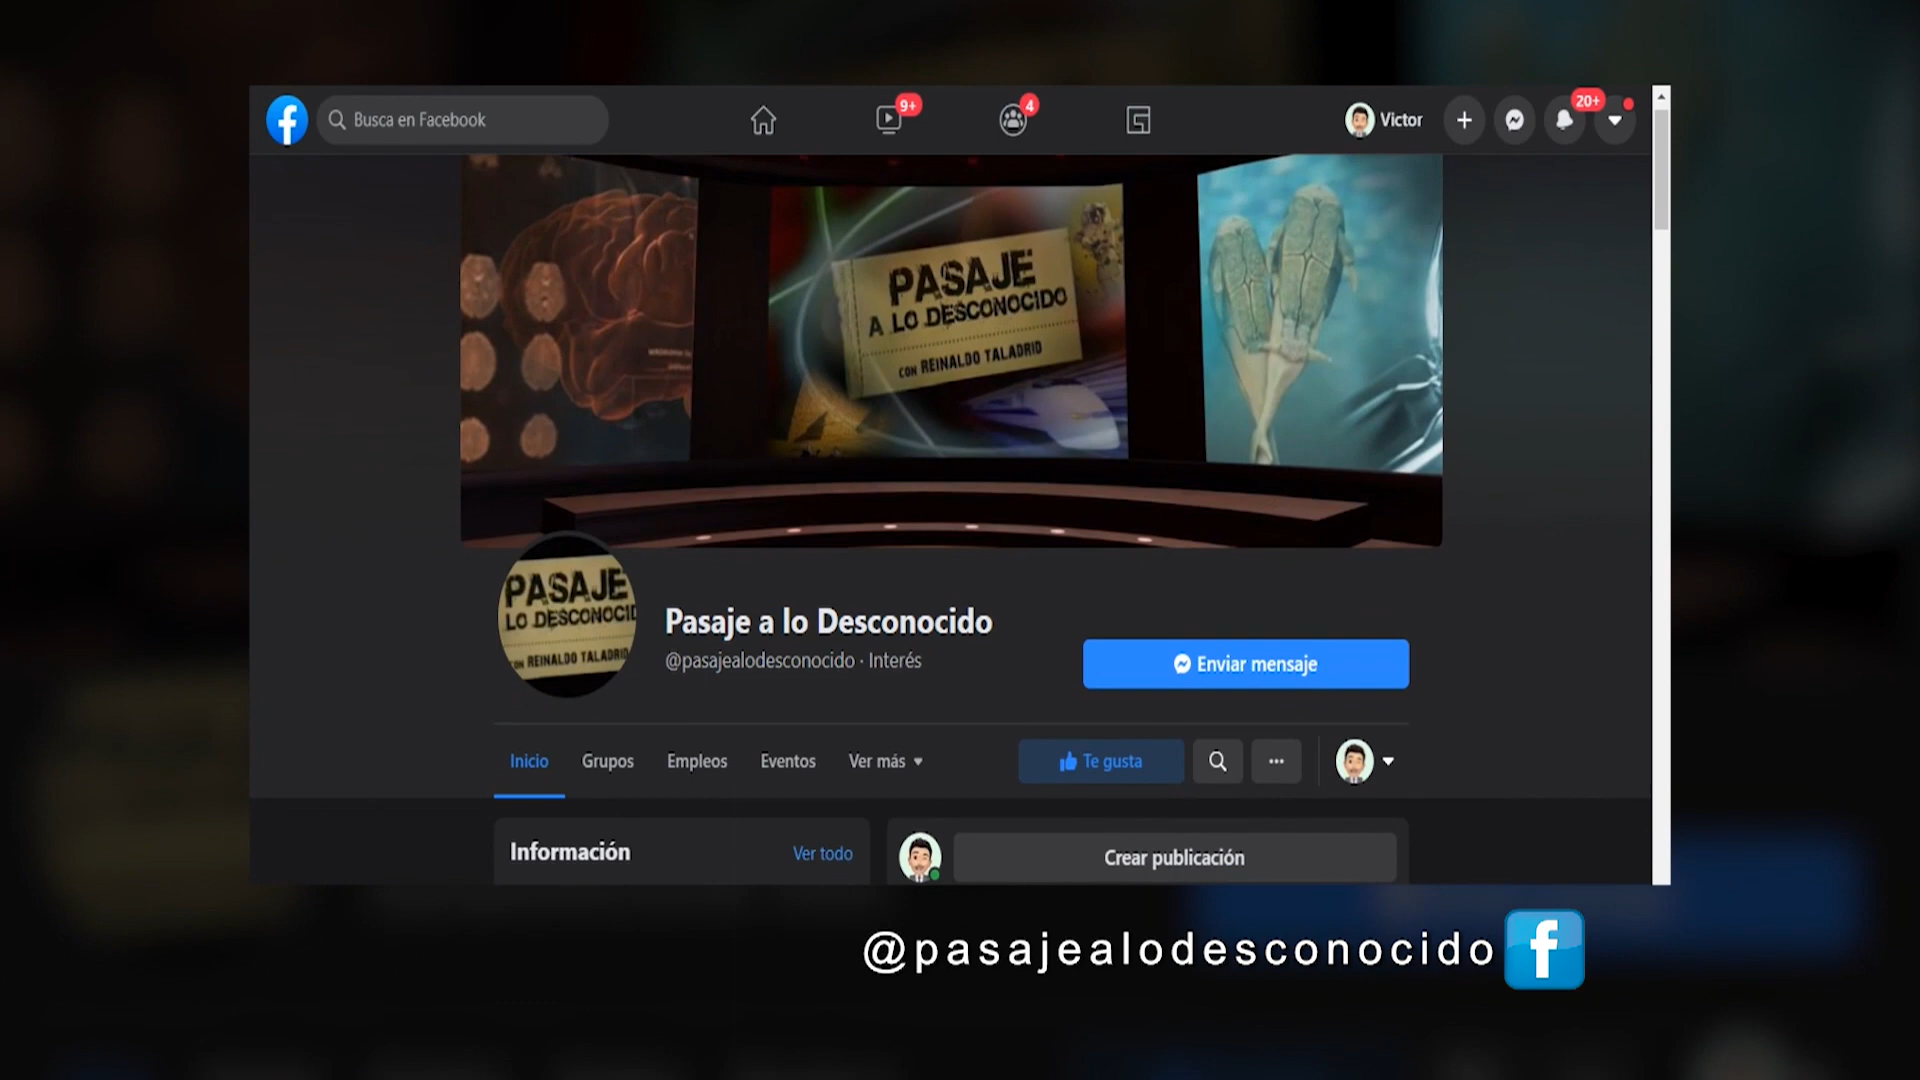 Busca en Facebook
9+
4
Victor
20+
PASAJE
A LO DESCONOCIDO
CON REINALDO TALADRID
PASAJE
LO DESCONOCID
ON REINALDO TALADRID
Pasaje a lo Desconocido
@pasajealodesconocido · Interés
Enviar mensaje
Inicio
Grupos
Empleos
Eventos
Ver más
Te gusta
Información
Ver todo
Crear publicación
@pasajealodesconocido